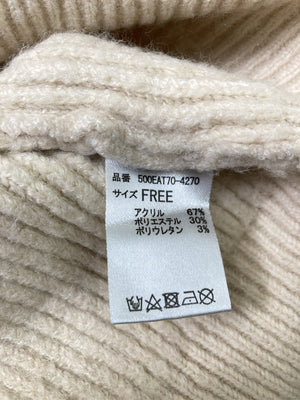 品番 500EAT70-4270
サイズ FREE
アクリル 67%
ポリエステル 30%
ポリウレタン 3%